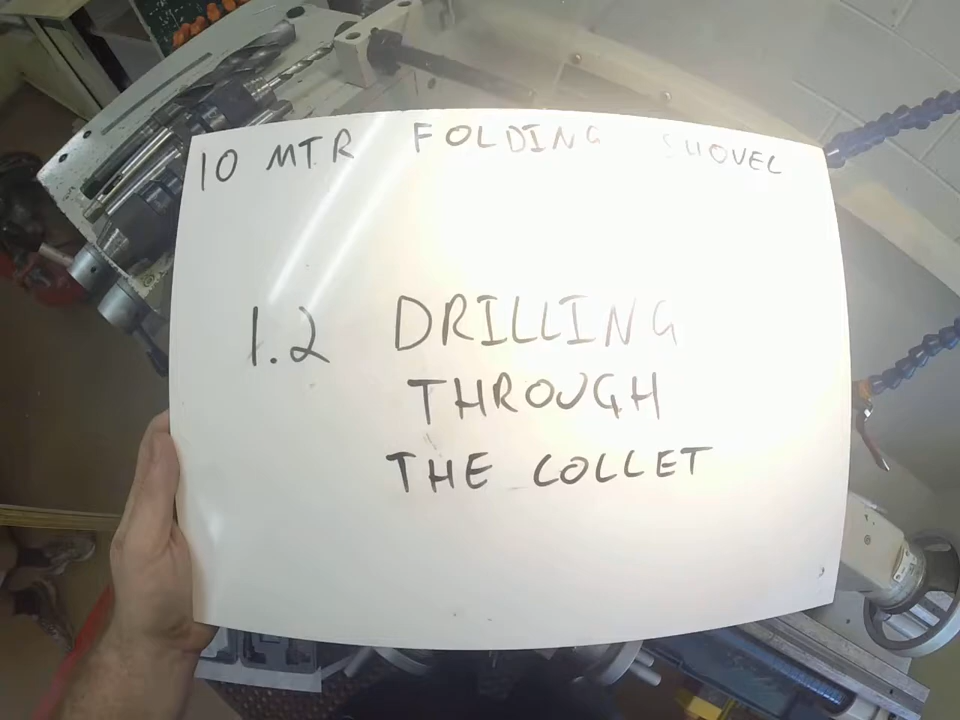 10 MTR FOLDING SHOVEL
1.2 DRILLING
THROUGH
THE COLLET